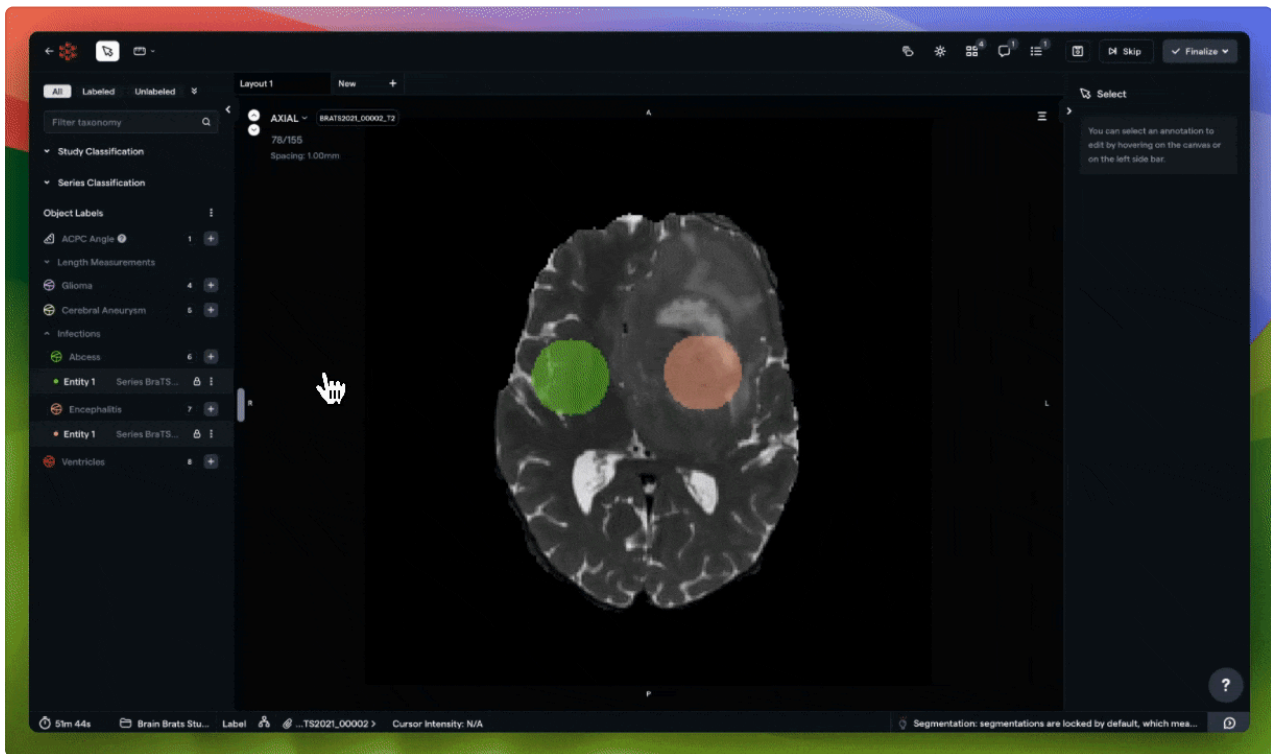 4 1 1
Skip Finalize
All Labeled Unlabeled
Layout 1 New +
Select
Filter taxonomy
AXIAL BRATS2021_00002_T2
A
78/155
Spacing: 1.00mm
You can select an annotation to
edit by hovering on the canvas or
on the left side bar.
Study Classification
Series Classification
Object Labels
ACPC Angle ? 1 +
Length Measurements
Glioma 4 +
Cerebral Aneurysm 5 +
Infections
Abcess 6 +
Entity 1 Series BraTS...
Encephalitis 7 +
Entity 1 Series BraTS...
Ventricles 8 +
R
L
P
?
51m 44s Brain Brats Stu... Label ...TS2021_00002 > Cursor Intensity: N/A
Segmentation: segmentations are locked by default, which mea...